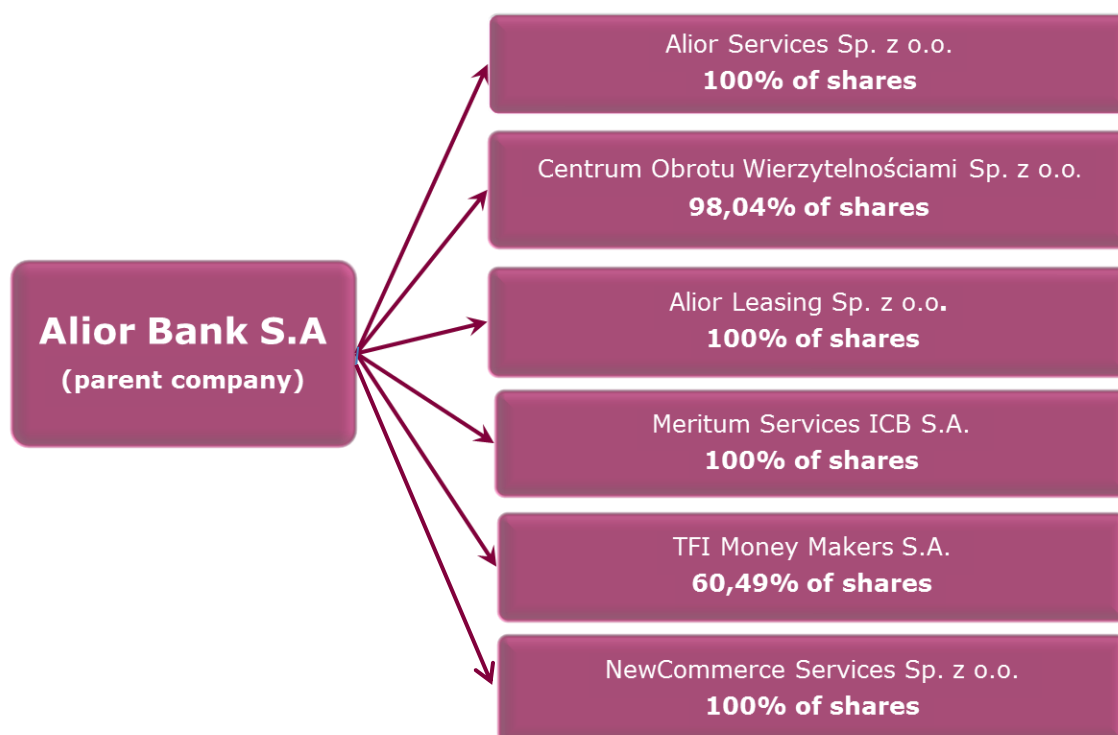 Alior Bank S.A
(parent company)
Alior Services Sp. z o.o.
100% of shares
Centrum Obrotu Wierzytelnościami Sp. z o.o.
98,04% of shares
Alior Leasing Sp. z o.o.
100% of shares
Meritum Services ICB S.A.
100% of shares
TFI Money Makers S.A.
60,49% of shares
NewCommerce Services Sp. z o.o.
100% of shares